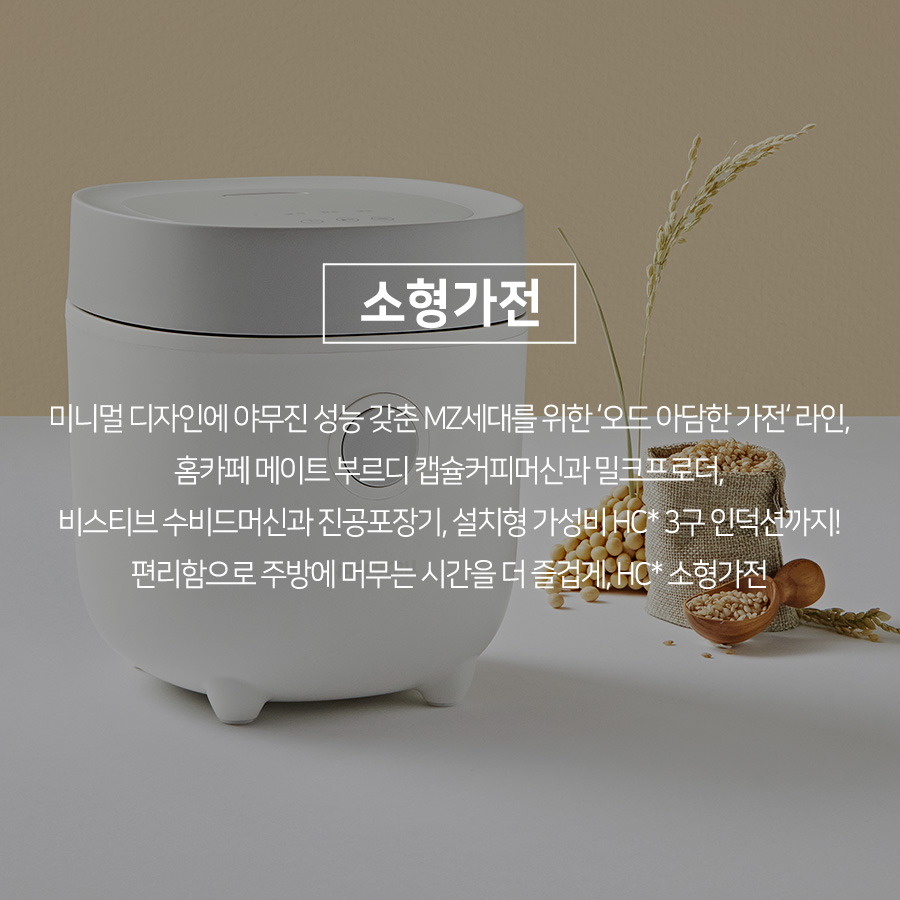 소형가전
미니멀 디자인에 야무진 성능 갖춘 MZ세대를 위한 '오드 아담한 가전' 라인,
홈카페 메이트 부르디 캡슐커피머신과 밀크프로더,
비스티브 수비드머신과 진공포장기, 설치형 가성비 HC* 3구 인덕션까지!
편리함으로 주방에 머무는 시간을 더 즐겁게, HC* 소형가전